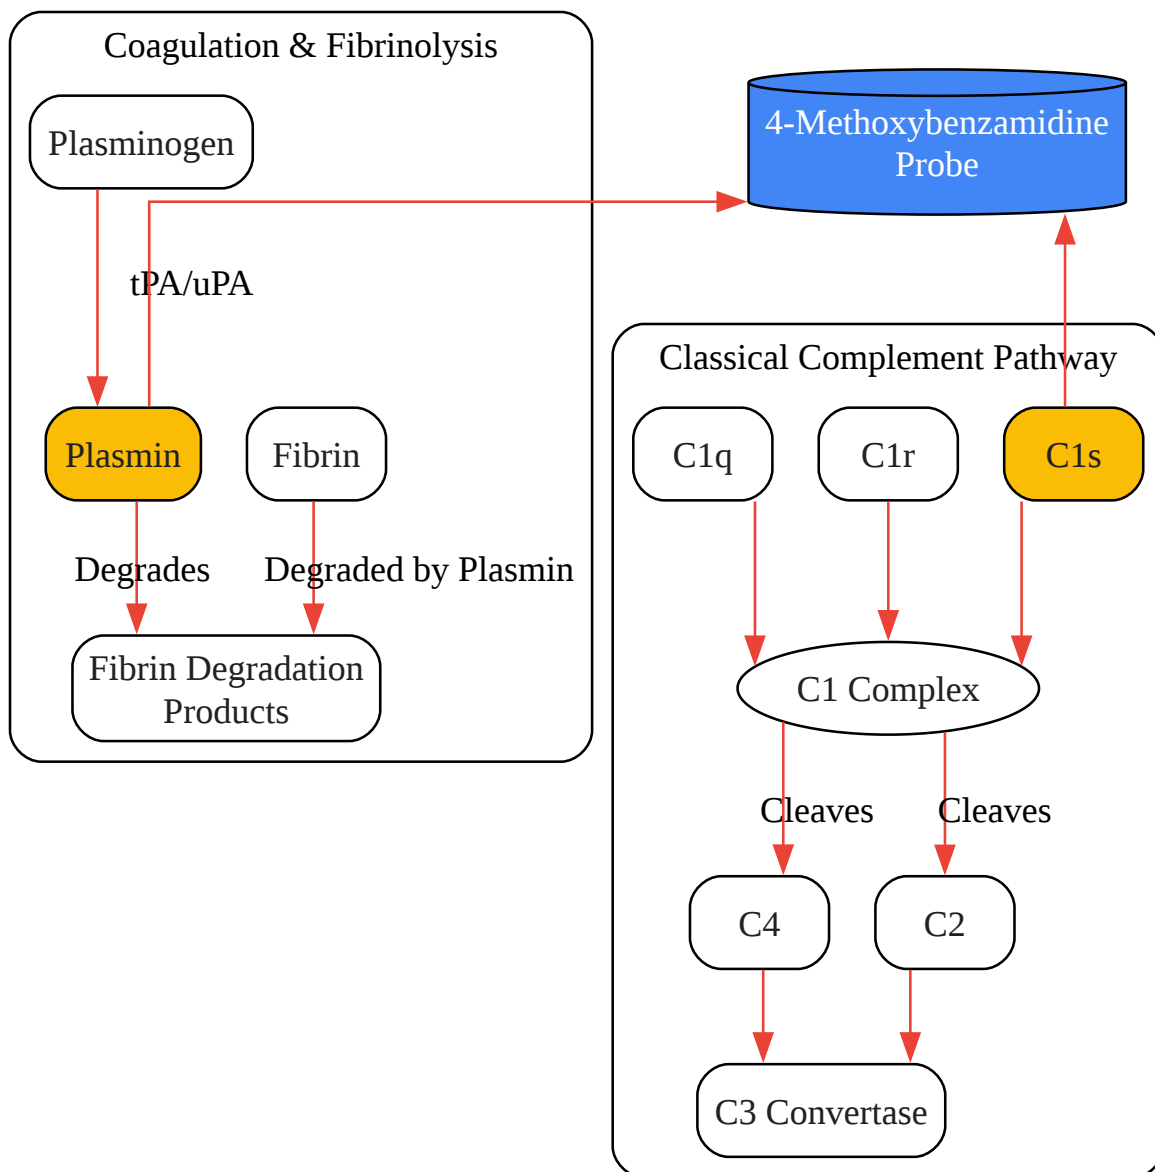 Coagulation & Fibrinolysis
Plasminogen
4-Methoxybenzamidine
Probe
tPA/uPA
Classical Complement Pathway
Plasmin
Fibrin
C1q
C1r
C1s
Degrades
Degraded by Plasmin
Fibrin Degradation
Products
C1 Complex
Cleaves
Cleaves
C4
C2
C3 Convertase